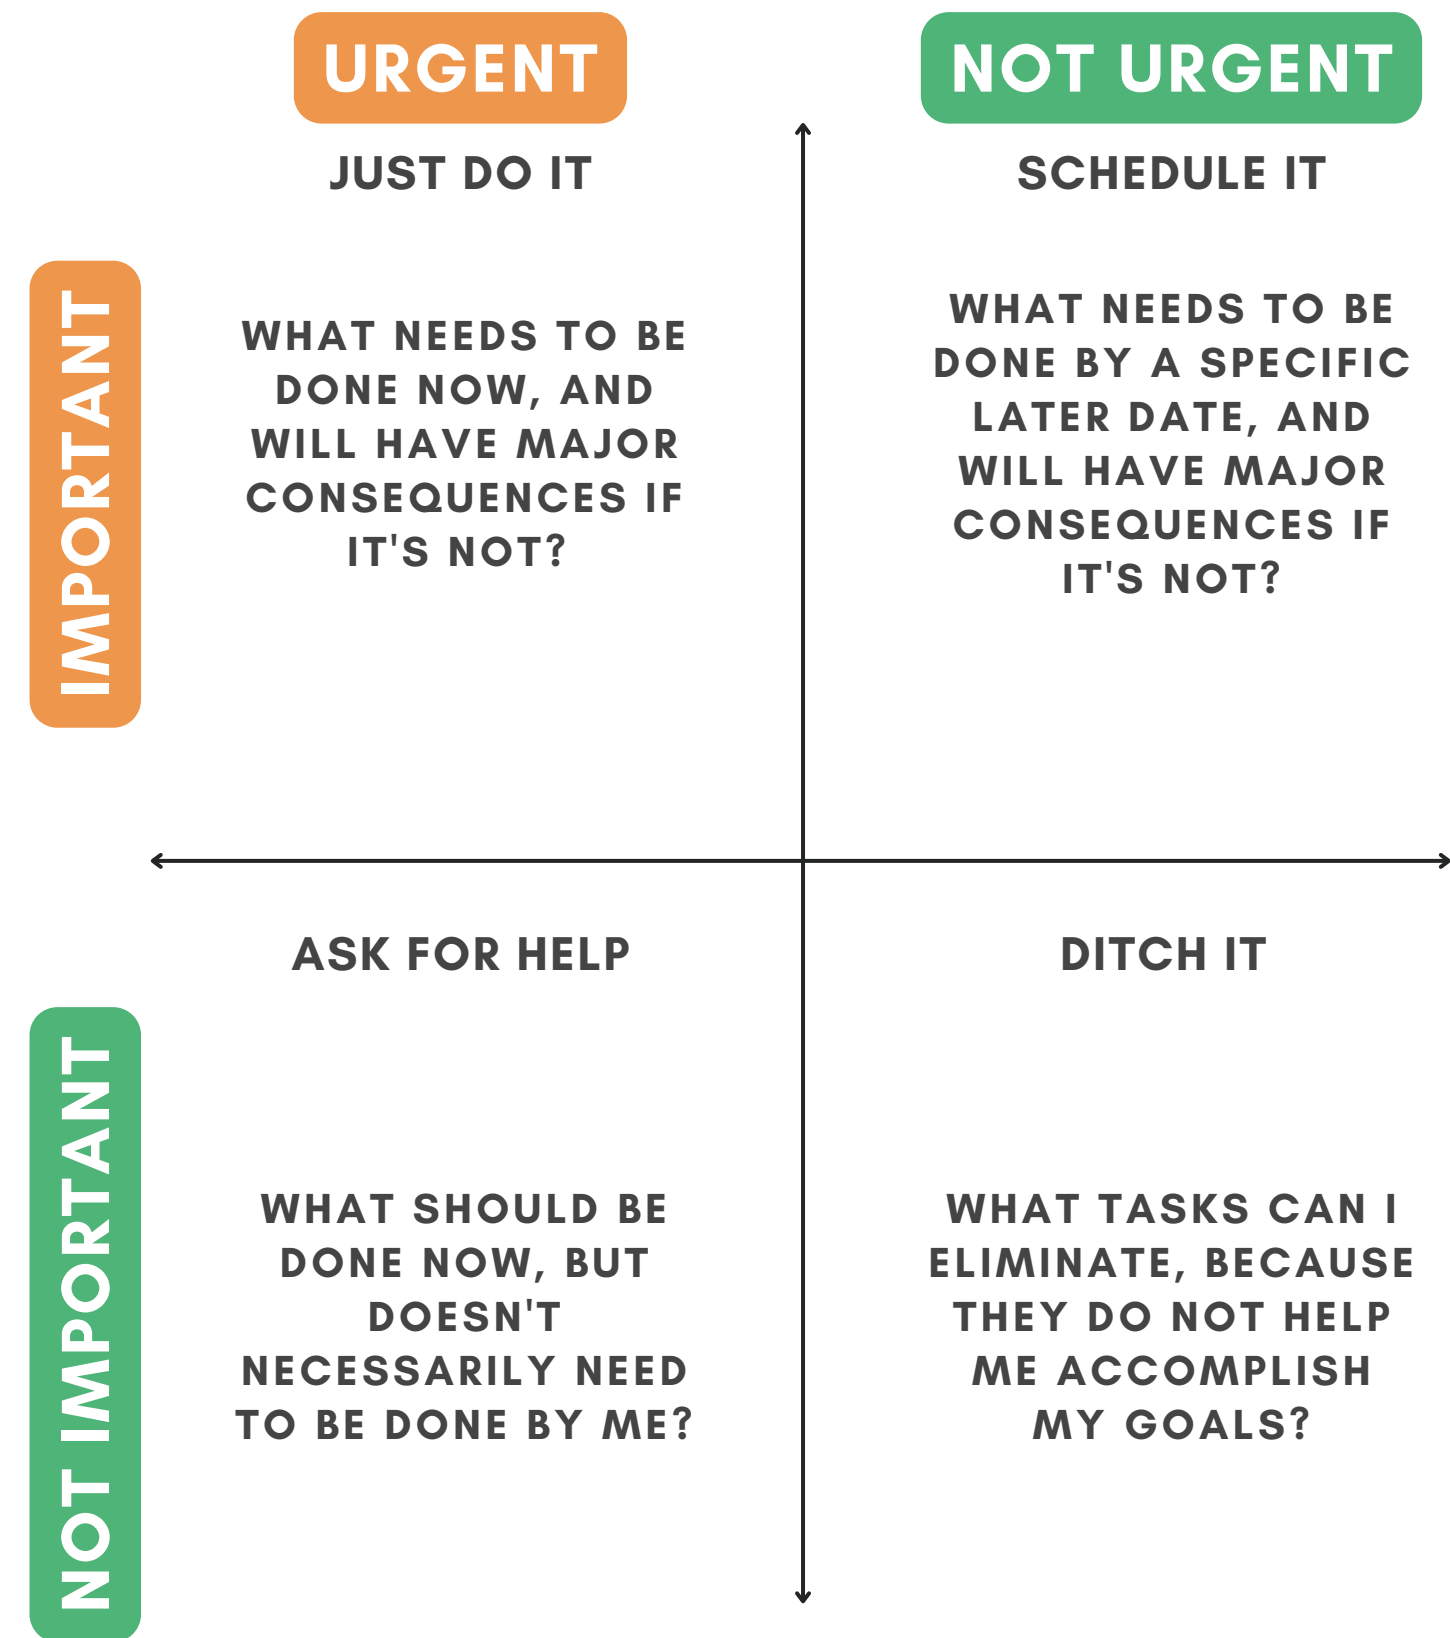 URGENT
NOT URGENT
JUST DO IT
SCHEDULE IT
IMPORTANT
WHAT NEEDS TO BE
DONE NOW, AND
WILL HAVE MAJOR
CONSEQUENCES IF
IT'S NOT?
WHAT NEEDS TO BE
DONE BY A SPECIFIC
LATER DATE, AND
WILL HAVE MAJOR
CONSEQUENCES IF
IT'S NOT?
ASK FOR HELP
DITCH IT
NOT IMPORTANT
WHAT SHOULD BE
DONE NOW, BUT
DOESN'T
NECESSARILY NEED
TO BE DONE BY ME?
WHAT TASKS CAN I
ELIMINATE, BECAUSE
THEY DO NOT HELP
ME ACCOMPLISH
MY GOALS?